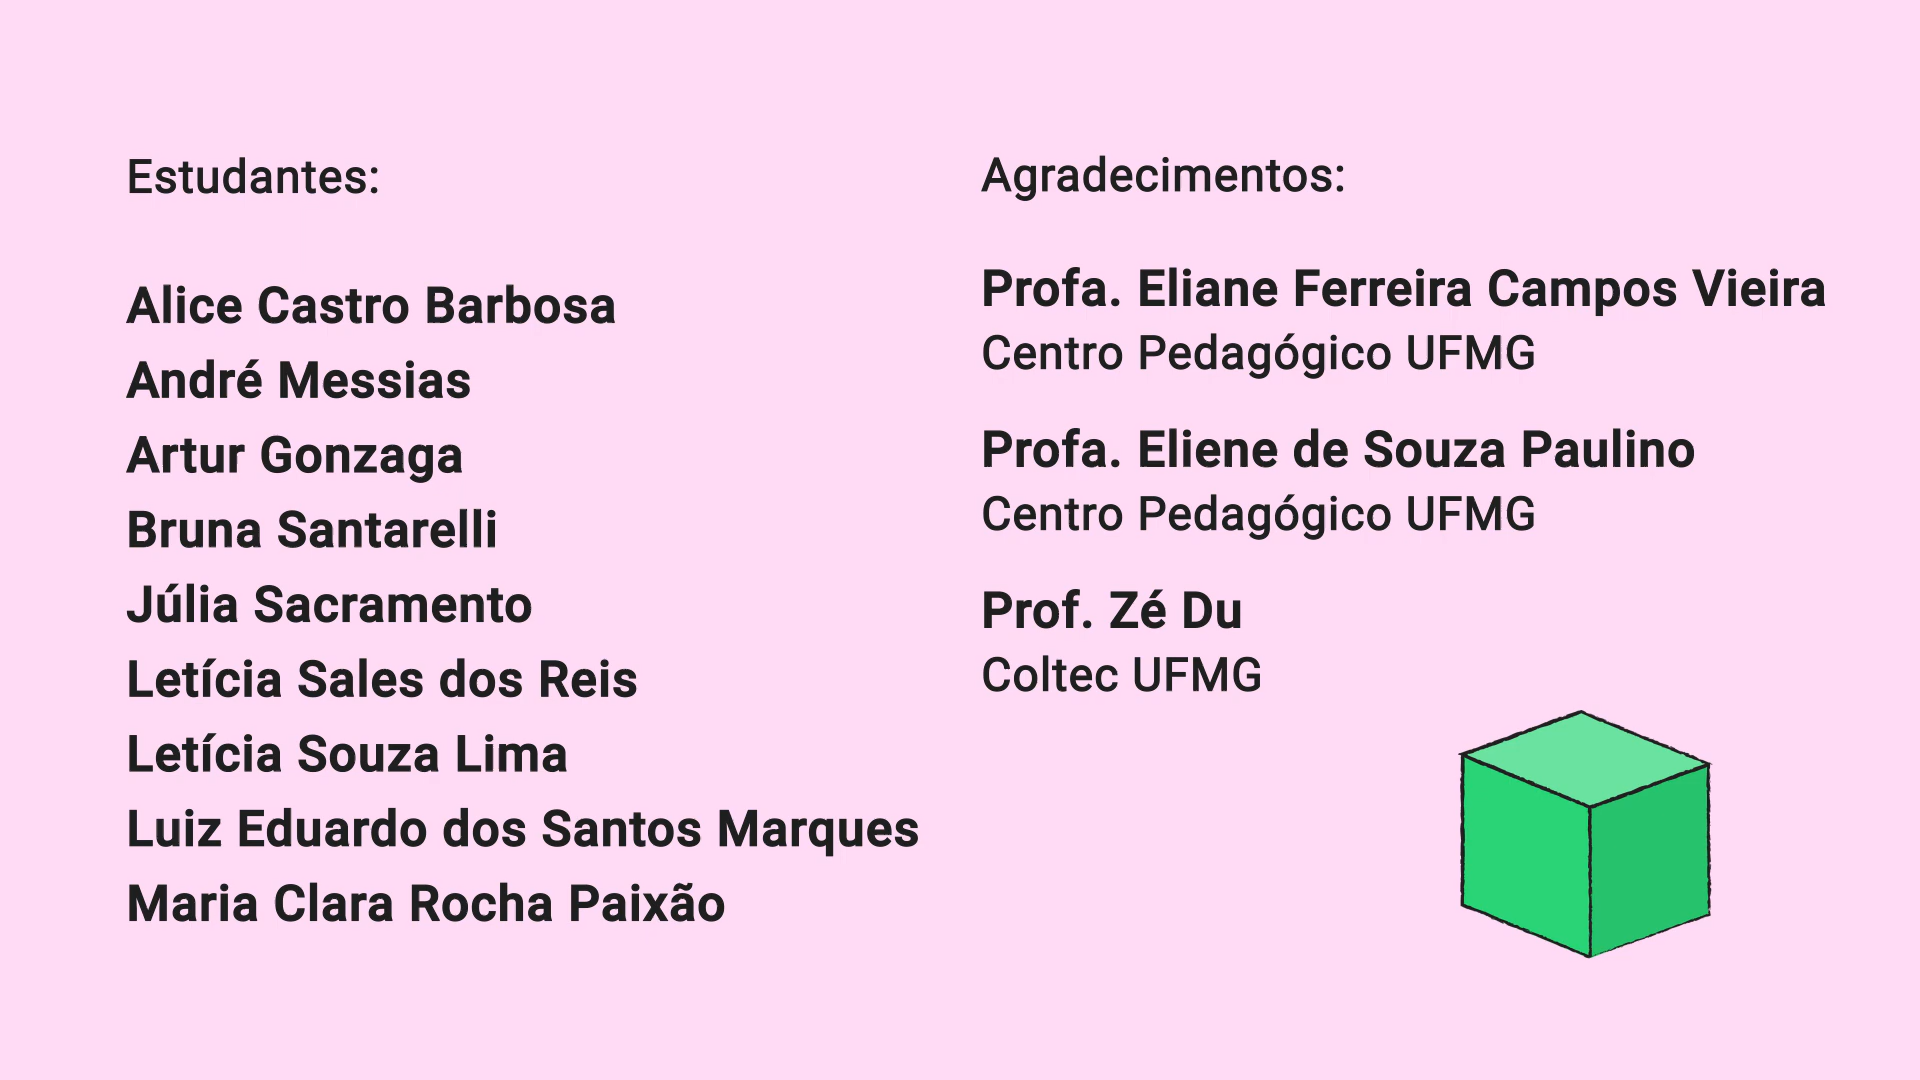 Estudantes:
Alice Castro Barbosa
André Messias
Artur Gonzaga
Bruna Santarelli
Júlia Sacramento
Letícia Sales dos Reis
Letícia Souza Lima
Luiz Eduardo dos Santos Marques
Maria Clara Rocha Paixão
Agradecimentos:
Profa. Eliane Ferreira Campos Vieira
Centro Pedagógico UFMG
Profa. Eliene de Souza Paulino
Centro Pedagógico UFMG
Prof. Zé Du
Coltec UFMG